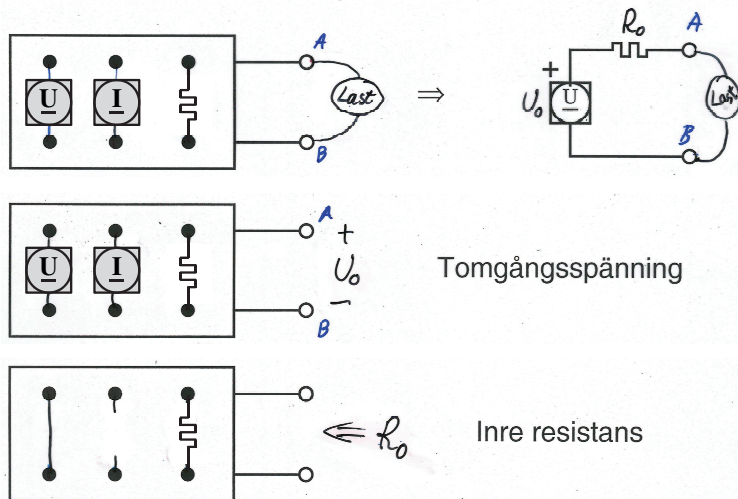 R₀
A
A
U
I
Last
⇒
+
U₀
U
Last
B
B
A
+
U
I
U₀
Tomgångsspänning
−
B
R₀
Inre resistans